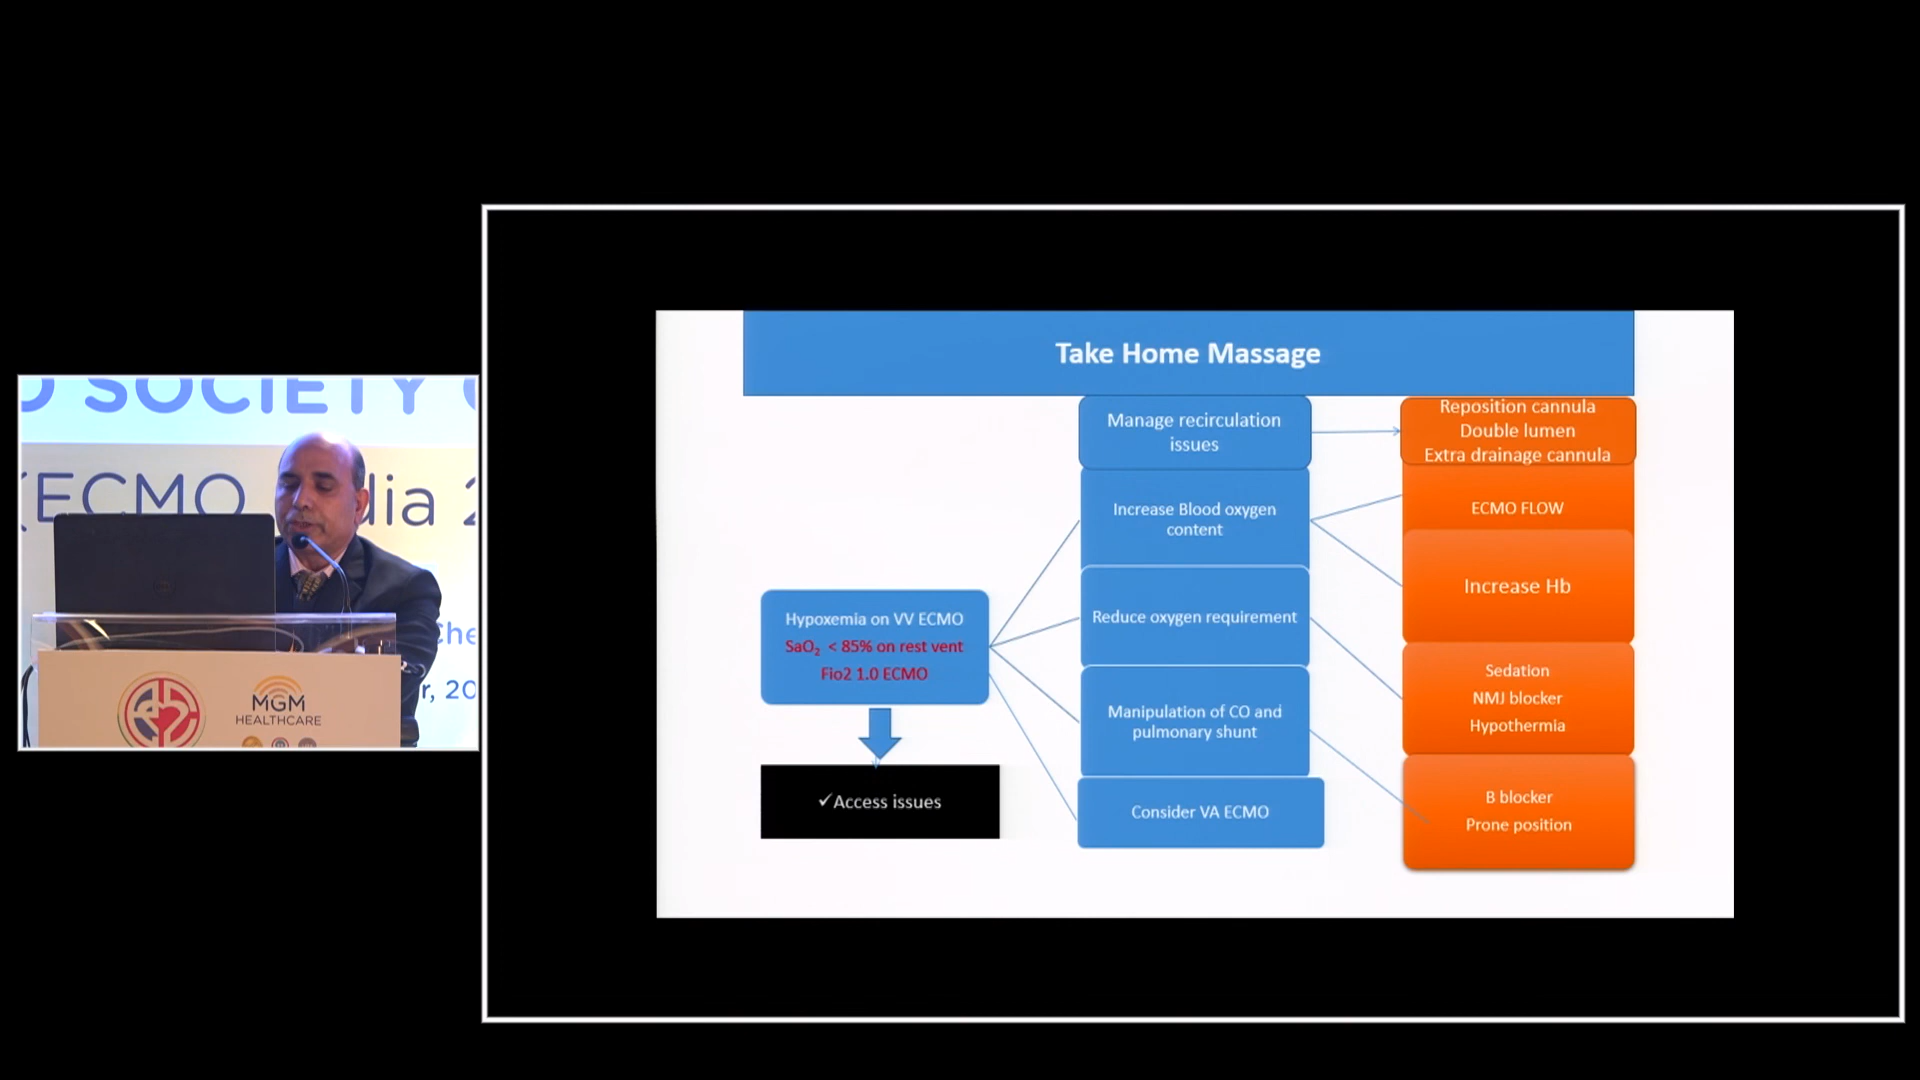 SOCIETY
ECMO
dia 2
Che
r, 20
MGM
HEALTHCARE
Take Home Massage
Manage recirculation
issues
Reposition cannula
Double lumen
Extra drainage cannula
Increase Blood oxygen
content
ECMO FLOW
Increase Hb
Hypoxemia on VV ECMO
SaO₂ < 85% on rest vent
Fio2 1.0 ECMO
Reduce oxygen requirement
Sedation
NMJ blocker
Hypothermia
Manipulation of CO and
pulmonary shunt
✓Access issues
Consider VA ECMO
B blocker
Prone position